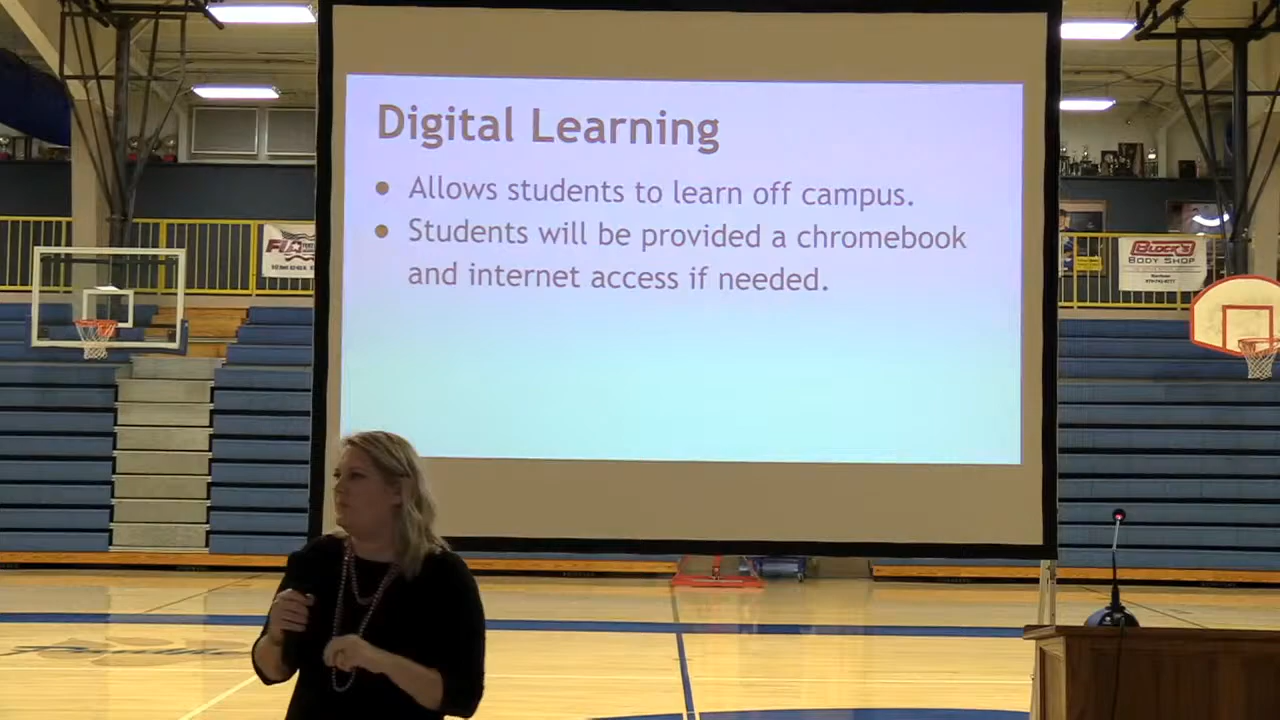 Digital Learning
● Allows students to learn off campus.
● Students will be provided a chromebook
and internet access if needed.
BLOCK'S
BODY SHOP